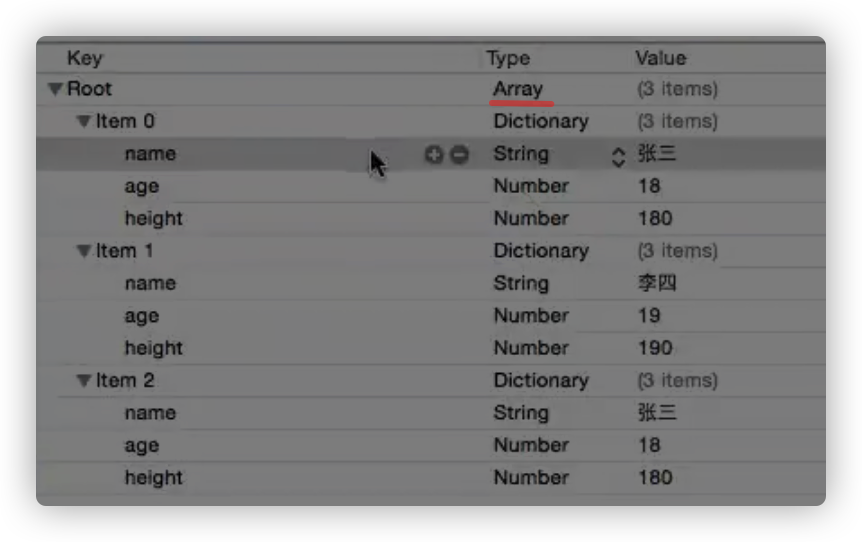 Key Type Value
Root Array (3 items)
Item 0 Dictionary (3 items)
name String 张三
age Number 18
height Number 180
Item 1 Dictionary (3 items)
name String 李四
age Number 19
height Number 190
Item 2 Dictionary (3 items)
name String 张三
age Number 18
height Number 180